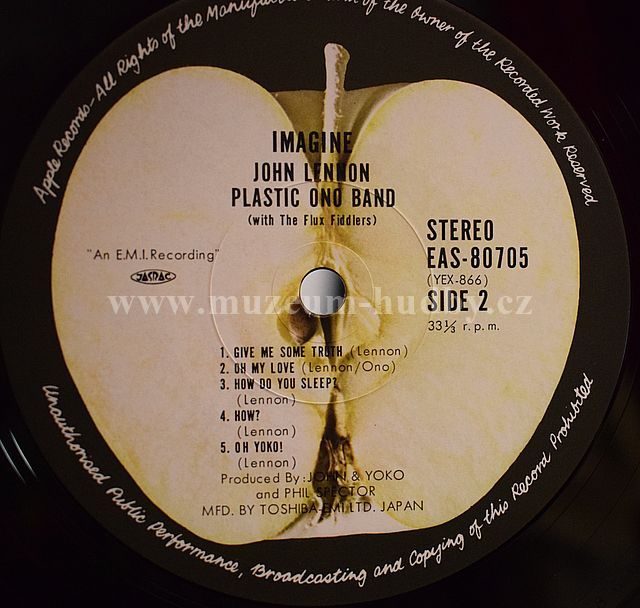 Apple Records-All Rights of the Manufacturer and of the Owner of the Recorded Work Reserved
IMAGINE
JOHN LENNON
PLASTIC ONO BAND
(with The Flux Fiddlers)
"An E.M.I. Recording"
JASRAC
STEREO
EAS-80705
(YEX-866)
SIDE 2
33⅓ r.p.m.
www.muzeum-hudby.cz
1. GIVE ME SOME TRUTH (Lennon)
2. OH MY LOVE (Lennon/Ono)
3. HOW DO YOU SLEEP?
(Lennon)
4. HOW?
(Lennon)
5. OH YOKO!
(Lennon)
Produced By: JOHN & YOKO
and PHIL SPECTOR
MFD. BY TOSHIBA-EMI LTD. JAPAN
Unauthorised Public Performance, Broadcasting and Copying of this Record Prohibited